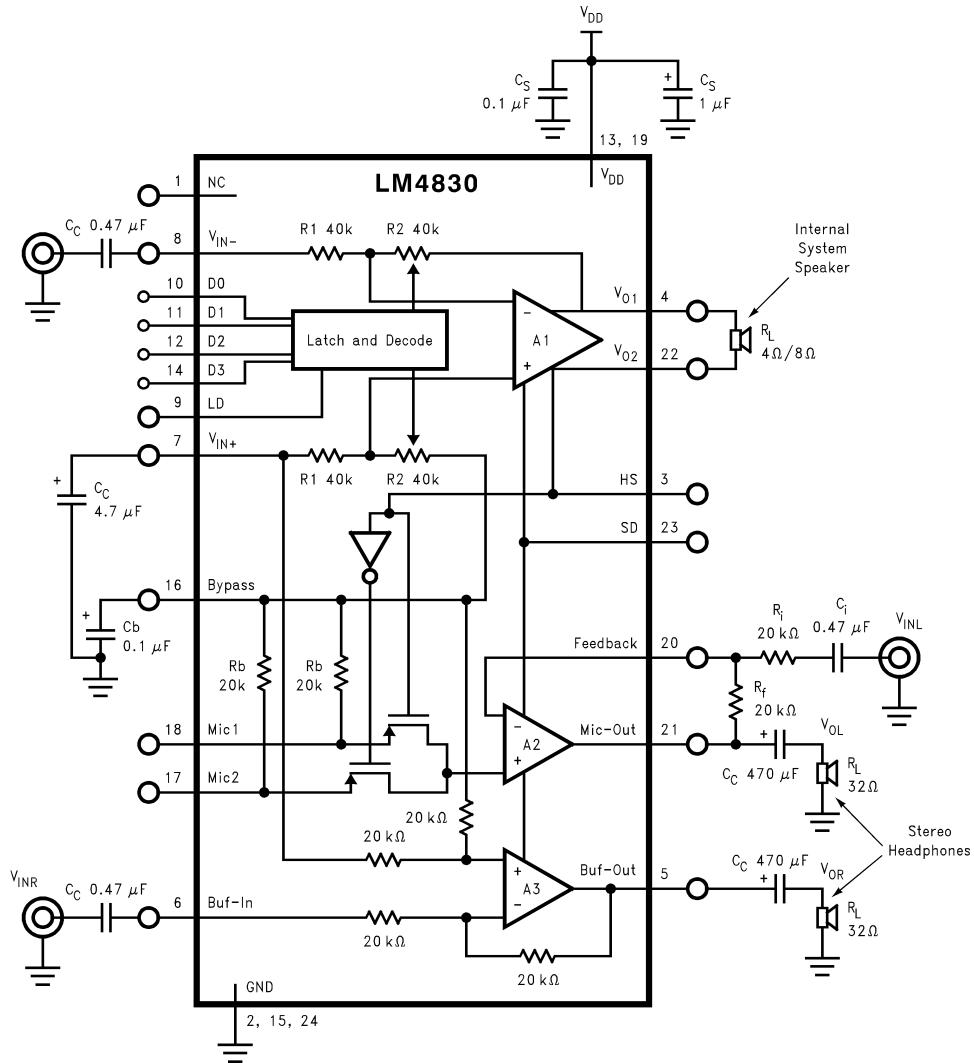 V_DD
C_S
0.1 μF
+
C_S
1 μF
13, 19
V_DD
LM4830
1
NC
C_C 0.47 μF
8
V_IN-
R1 40k
R2 40k
Internal
System
Speaker
10
D0
11
D1
12
D2
14
D3
Latch and Decode
-
A1
+
V_O1
4
V_O2
22
R_L
4Ω/8Ω
9
LD
7
V_IN+
R1 40k
R2 40k
+
C_C
4.7 μF
HS
3
SD
23
16
Bypass
+
Cb
0.1 μF
Rb
20k
Rb
20k
Feedback
20
R_i
20 kΩ
C_i
0.47 μF
V_INL
R_f
20 kΩ
18
Mic1
17
Mic2
-
A2
+
Mic-Out
21
+
C_C 470 μF
V_OL
R_L
32Ω
20 kΩ
Stereo
Headphones
20 kΩ
+
A3
-
Buf-Out
5
C_C 470 μF
+
V_OR
R_L
32Ω
V_INR
C_C 0.47 μF
6
Buf-In
20 kΩ
20 kΩ
GND
2, 15, 24